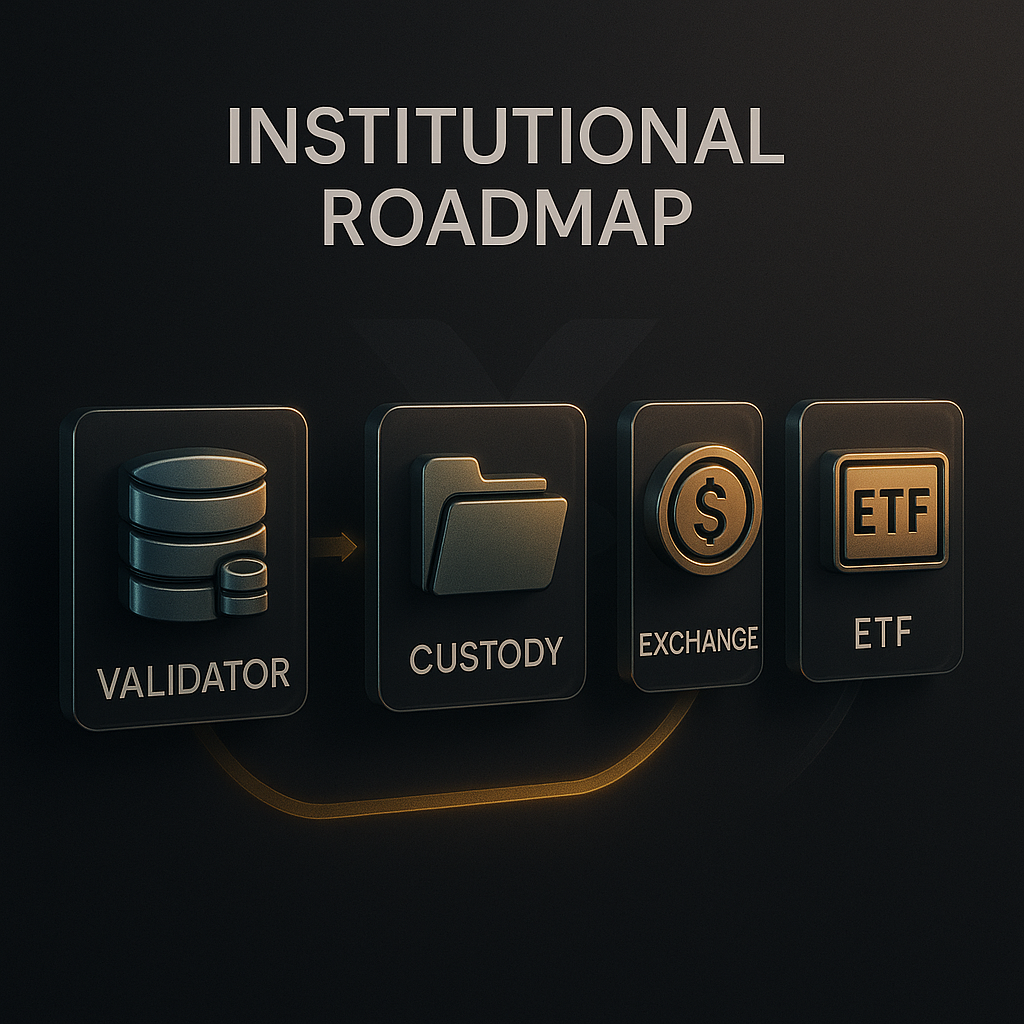 INSTITUTIONAL
ROADMAP
VALIDATOR
CUSTODY
$
EXCHANGE
ETF
ETF